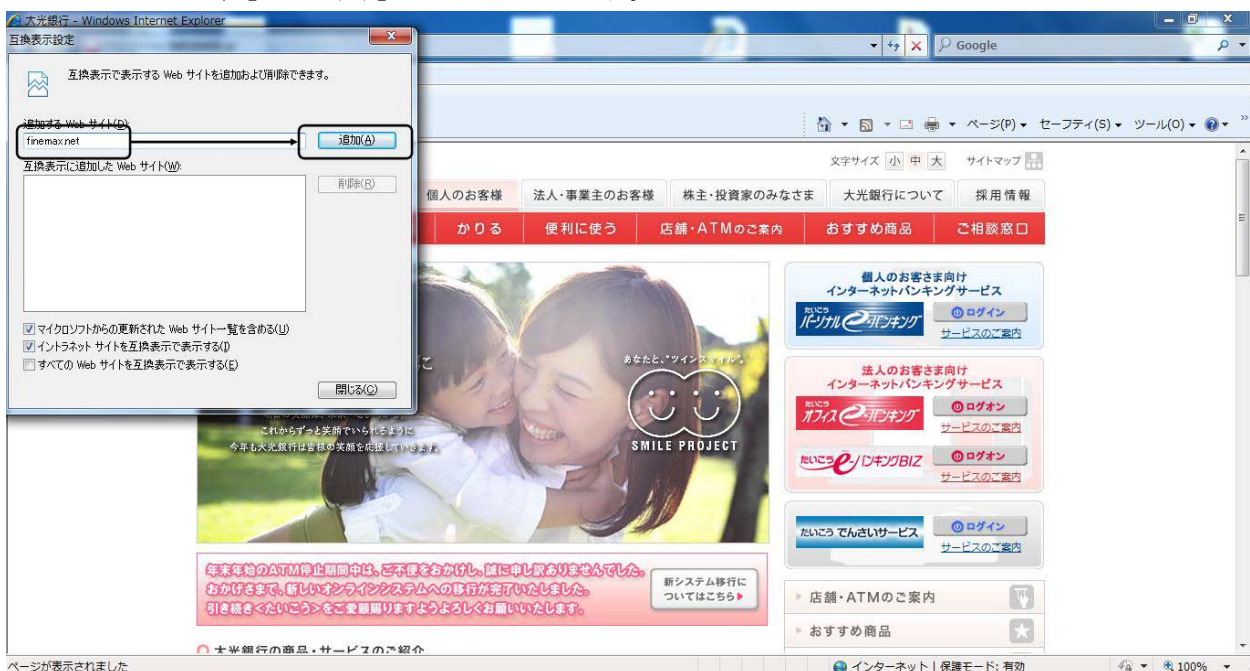 大光銀行 - Windows Internet Explorer
互換表示設定
Google
互換表示で表示する Web サイトを追加および削除できます。
追加する Web サイト(D):
finemax.net
追加(A)
互換表示に追加した Web サイト(W):
削除(R)
マイクロソフトからの更新された Web サイト一覧を含める(U)
イントラネット サイトを互換表示で表示する(I)
すべての Web サイトを互換表示で表示する(E)
閉じる(C)
ページ(P) セーフティ(S) ツール(O)
文字サイズ 小 中 大 サイトマップ
個人のお客様 法人・事業主のお客様 株主・投資家のみなさま 大光銀行について 採用情報
かりる 便利に使う 店舗・ATMのご案内 おすすめ商品 ご相談窓口
これからずっと笑顔でいられるように
今年も大光銀行は皆様の笑顔を応援していきます。
あなたと、"ツインスマイル"。
SMILE PROJECT
個人のお客さま向け
インターネットバンキングサービス
たいこう
パーソナルe-バンキング
ログイン
サービスのご案内
法人のお客さま向け
インターネットバンキングサービス
たいこう
オフィスe-バンキング
ログオン
サービスのご案内
たいこうe-バンキングBIZ
ログオン
サービスのご案内
たいこう でんさいサービス
ログイン
サービスのご案内
年末年始のATM停止期間中は、ご不便をおかけし、誠に申し訳ありませんでした。
おかげさまで、新しいオンラインシステムへの移行が完了いたしました。
引き続き<たいこう>をご愛顧賜りますようよろしくお願いいたします。
新システム移行に
ついてはこちら
店舗・ATMのご案内
おすすめ商品
大光銀行の商品・サービスのご紹介
ページが表示されました
インターネット | 保護モード: 有効
100%